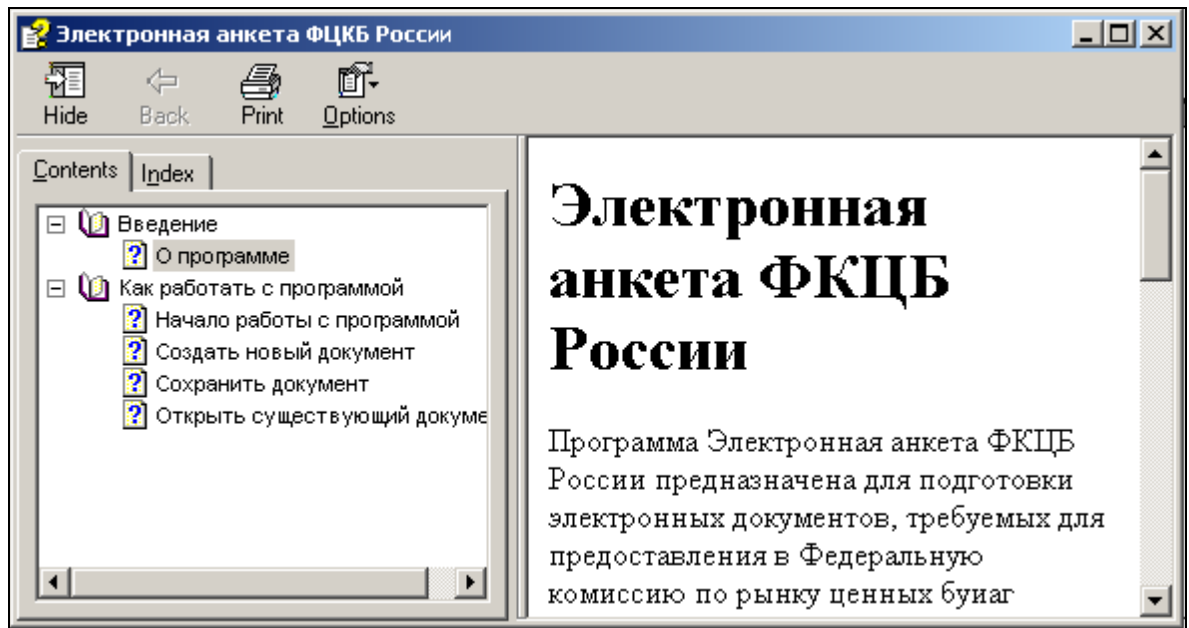 Электронная анкета ФЦКБ России
Hide Back Print Options
Contents Index
Введение
О программе
Как работать с программой
Начало работы с программой
Создать новый документ
Сохранить документ
Открыть существующий докуме
Электронная
анкета ФКЦБ
России
Программа Электронная анкета ФКЦБ
России предназначена для подготовки
электронных документов, требуемых для
предоставления в Федеральную
комиссию по рынку ценных буиаг